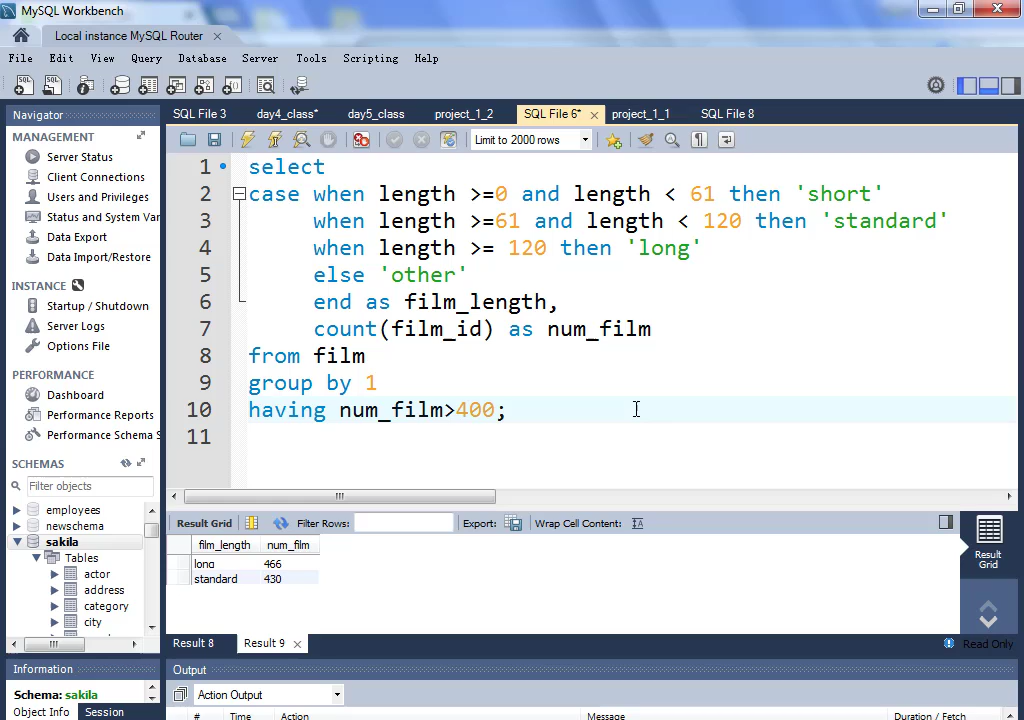 MySQL Workbench
Local instance MySQL Router
File Edit View Query Database Server Tools Scripting Help
Navigator
MANAGEMENT
Server Status
Client Connections
Users and Privileges
Status and System Var
Data Export
Data Import/Restore
INSTANCE
Startup / Shutdown
Server Logs
Options File
PERFORMANCE
Dashboard
Performance Reports
Performance Schema S
SCHEMAS
Filter objects
employees
newschema
sakila
Tables
actor
address
category
city
Information
Schema: sakila
Object Info Session
SQL File 3 day4_class* day5_class project_1_2 SQL File 6* project_1_1 SQL File 8
Limit to 2000 rows
1 select
2 case when length >=0 and length < 61 then 'short'
3 when length >=61 and length < 120 then 'standard'
4 when length >= 120 then 'long'
5 else 'other'
6 end as film_length,
7 count(film_id) as num_film
8 from film
9 group by 1
10 having num_film>400;
11
Result Grid Filter Rows: Export: Wrap Cell Content:
film_length num_film
long 466
standard 430
Result Grid
Result 8 Result 9
Read Only
Output
Action Output
# Time Action Message Duration / Fetch